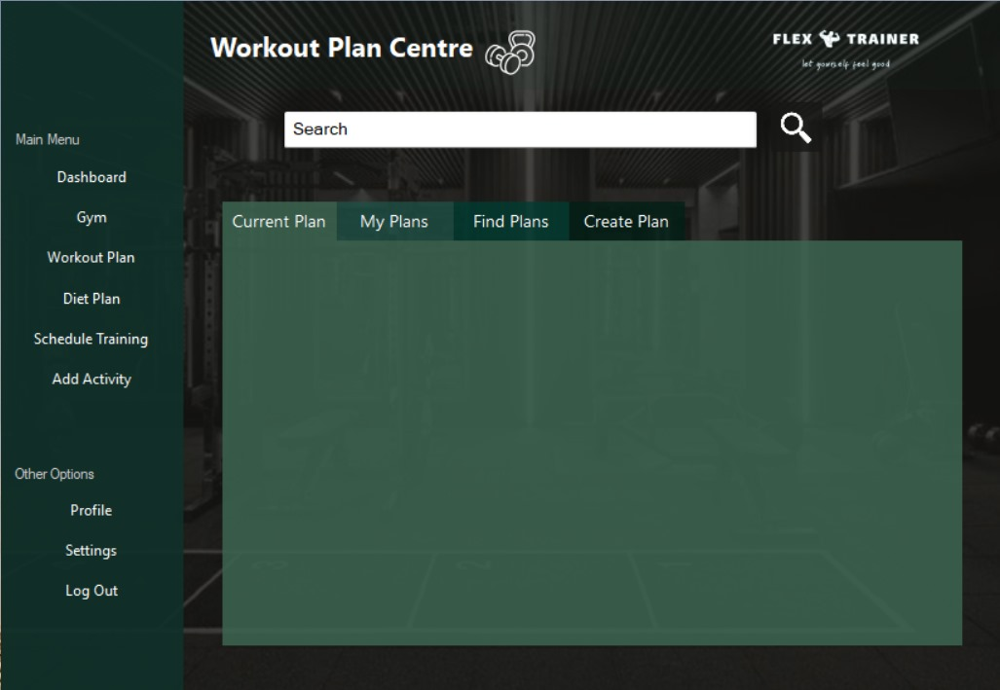 Workout Plan Centre
FLEX TRAINER
let yourself feel good
Search
Main Menu
Dashboard
Gym
Workout Plan
Diet Plan
Schedule Training
Add Activity
Current Plan
My Plans
Find Plans
Create Plan
Other Options
Profile
Settings
Log Out